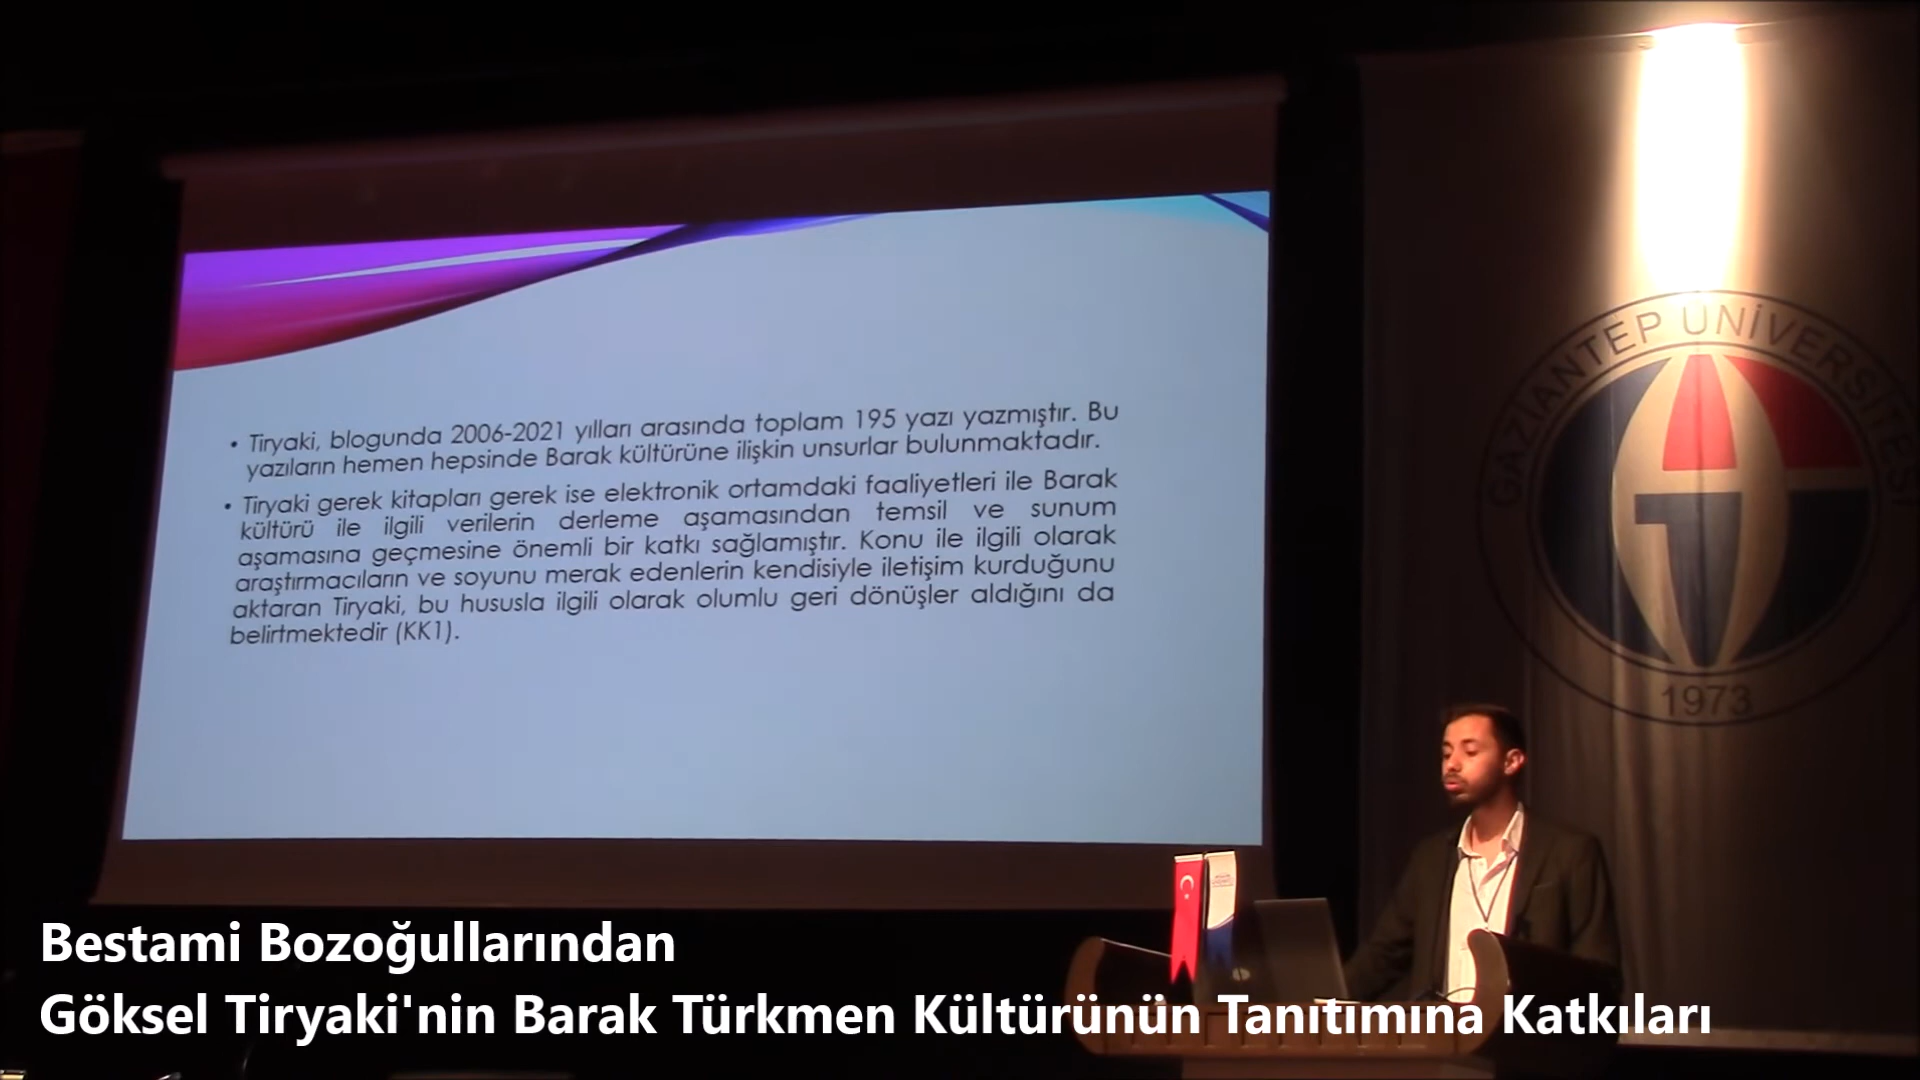 GAZİANTEP ÜNİVERSİTESİ
1973
• Tiryaki, blogunda 2006-2021 yılları arasında toplam 195 yazı yazmıştır. Bu
yazıların hemen hepsinde Barak kültürüne ilişkin unsurlar bulunmaktadır.
• Tiryaki gerek kitapları gerek ise elektronik ortamdaki faaliyetleri ile Barak
kültürü ile ilgili verilerin derleme aşamasından temsil ve sunum
aşamasına geçmesine önemli bir katkı sağlamıştır. Konu ile ilgili olarak
araştırmacıların ve soyunu merak edenlerin kendisiyle iletişim kurduğunu
aktaran Tiryaki, bu hususla ilgili olarak olumlu geri dönüşler aldığını da
belirtmektedir (KK1).
Bestami Bozoğullarından
Göksel Tiryaki'nin Barak Türkmen Kültürünün Tanıtımına Katkıları